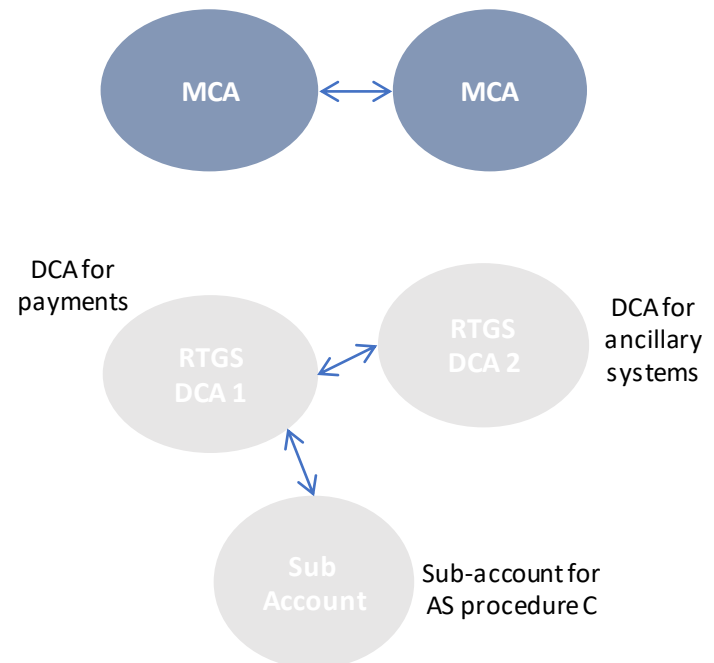 MCA
MCA
DCA for
payments
RTGS
DCA 1
RTGS
DCA 2
DCA for
ancillary
systems
Sub
Account
Sub-account for
AS procedure C